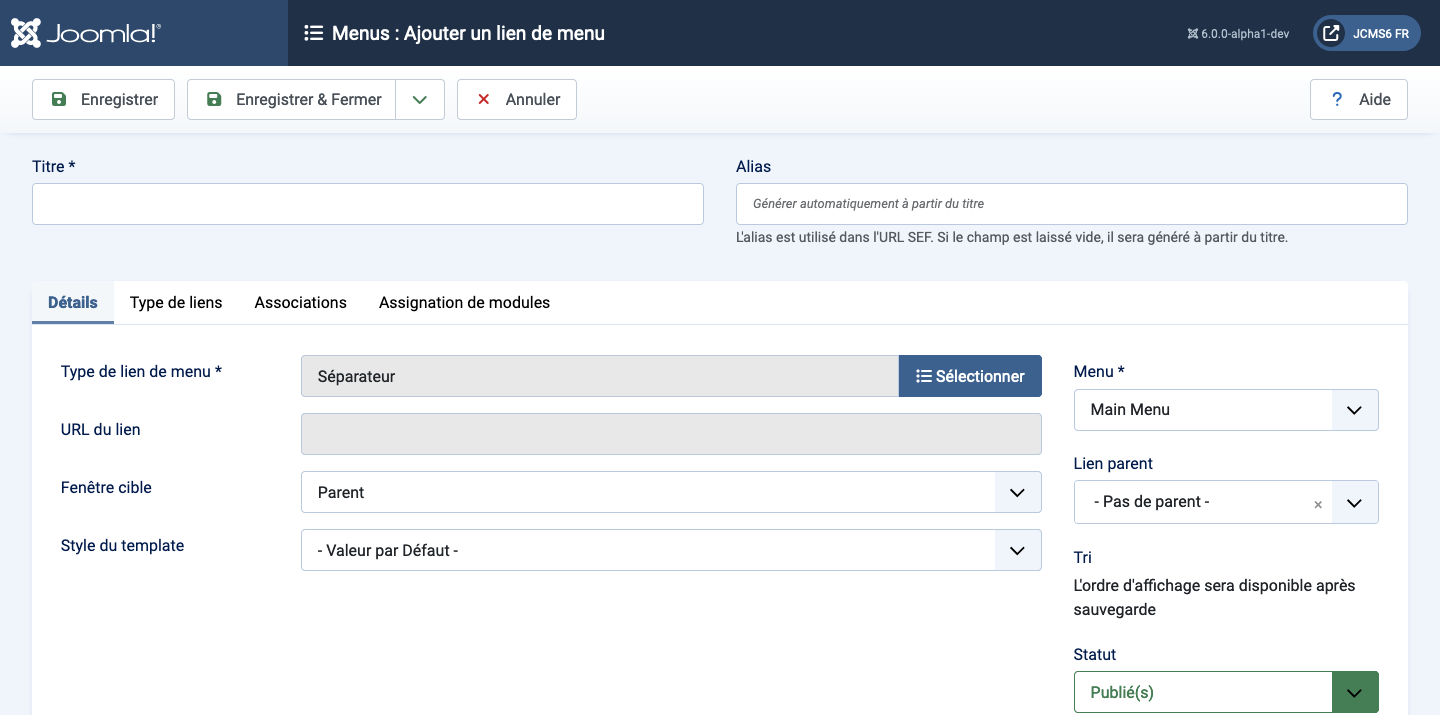 Joomla!®
Menus : Ajouter un lien de menu
6.0.0-alpha1-dev
JCMS6 FR
Enregistrer
Enregistrer & Fermer
Annuler
? Aide
Titre *
Alias
Générer automatiquement à partir du titre
L'alias est utilisé dans l'URL SEF. Si le champ est laissé vide, il sera généré à partir du titre.
Détails
Type de liens
Associations
Assignation de modules
Type de lien de menu *
Séparateur
Sélectionner
URL du lien
Fenêtre cible
Parent
Style du template
- Valeur par Défaut -
Menu *
Main Menu
Lien parent
- Pas de parent -
×
Tri
L'ordre d'affichage sera disponible après
sauvegarde
Statut
Publié(s)